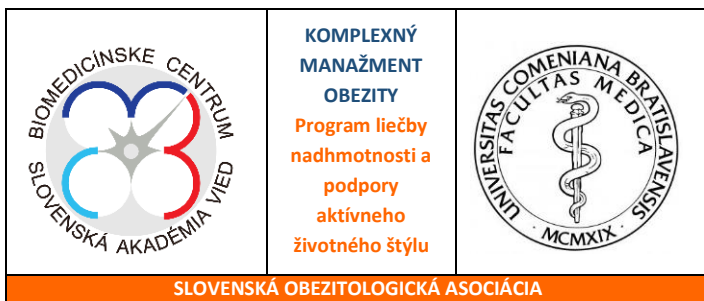 BIOMEDICÍNSKE CENTRUM
SLOVENSKÁ AKADÉMIA VIED
KOMPLEXNÝ
MANAŽMENT
OBEZITY
Program liečby
nadhmotnosti a
podpory
aktívneho
životného štýlu
UNIVERSITAS COMENIANA BRATISLAVENSIS
FACULTAS MEDICA
· MCMXIX ·
SLOVENSKÁ OBEZITOLOGICKÁ ASOCIÁCIA